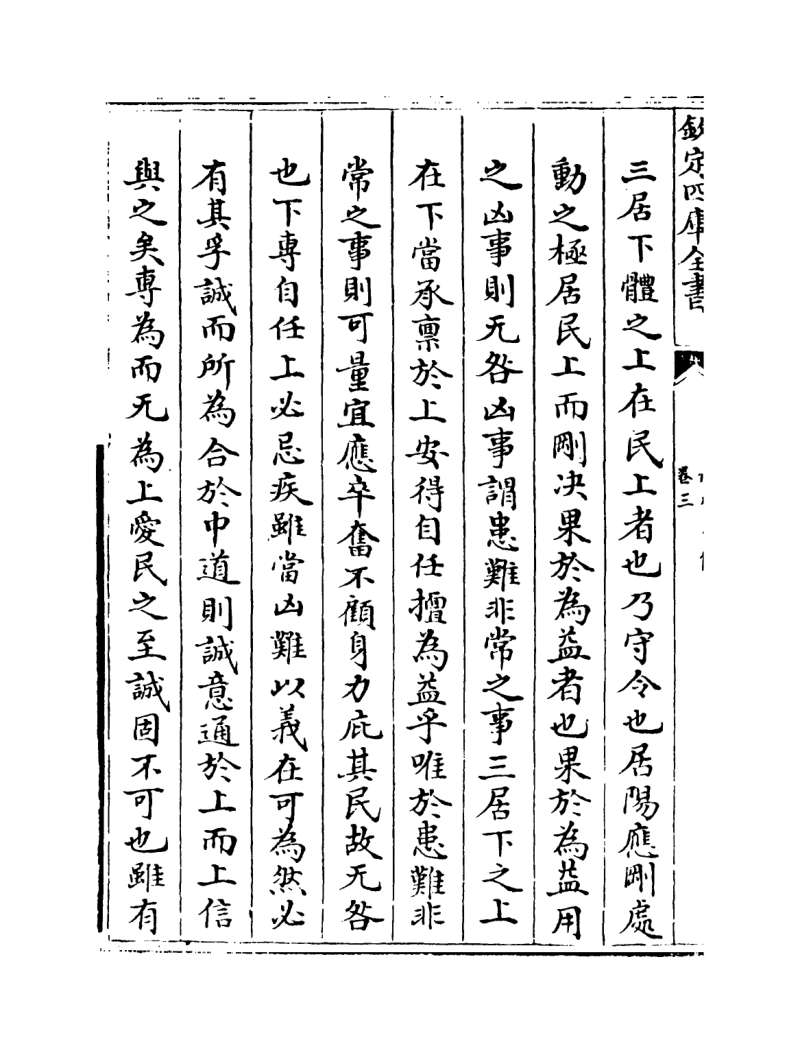 欽定四庫全書
卷三
三居下體之上在民上者也乃守令也居陽應剛處
動之極居民上而剛决果於為益者也果於為益用
之凶事則无咎凶事謂患難非常之事三居下之上
在下當承禀於上安得自任擅為益乎唯於患難非
常之事則可量宜應卒奮不顧身力庇其民故无咎
也下專自任上必忌疾雖當凶難以義在可為然必
有其孚誠而所為合於中道則誠意通於上而上信
與之矣專為而无為上愛民之至誠固不可也雖有